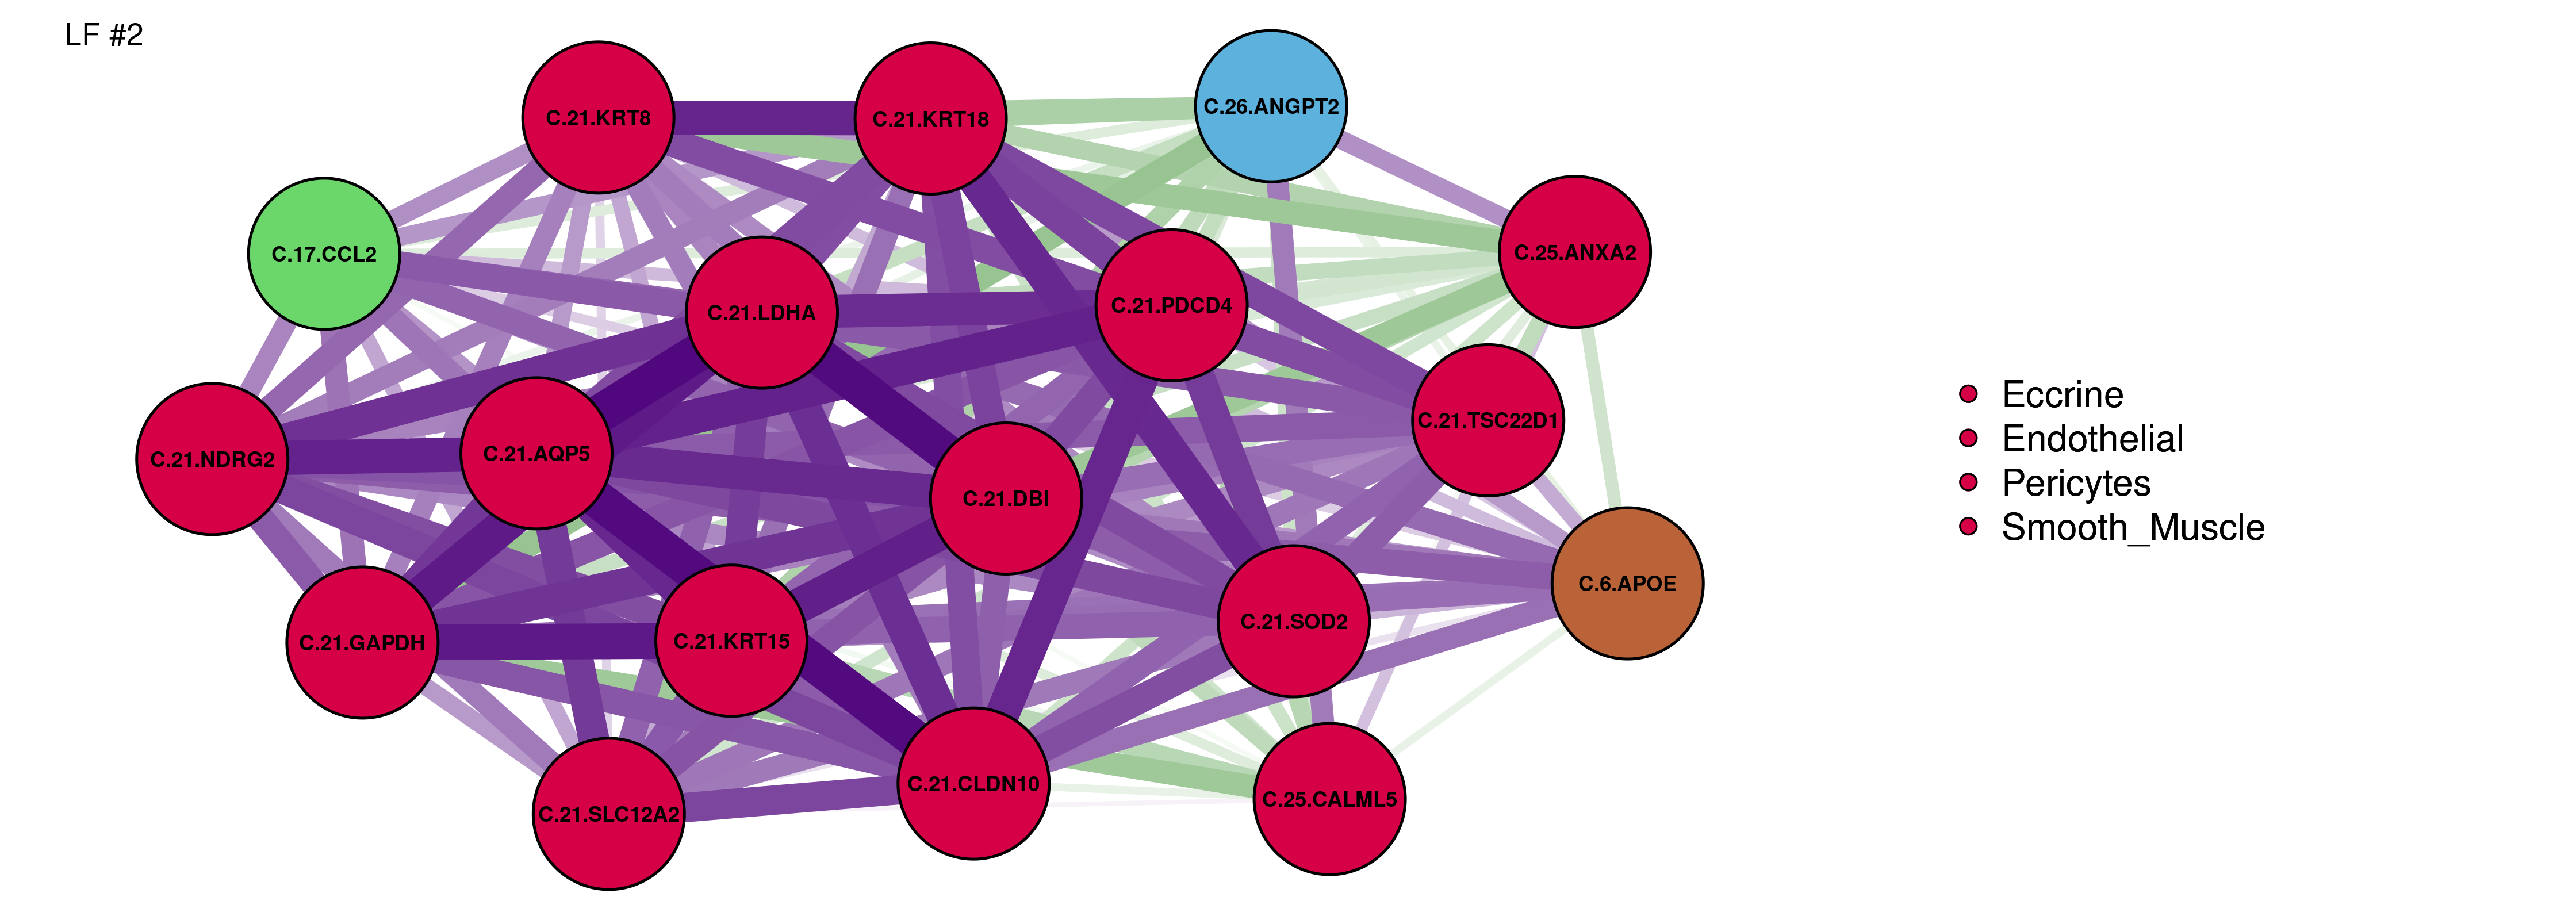 LF #2
C.21.KRT8
C.21.KRT18
C.26.ANGPT2
C.17.CCL2
C.25.ANXA2
C.21.LDHA
C.21.PDCD4
C.21.TSC22D1
C.21.NDRG2
C.21.AQP5
C.21.DBI
C.6.APOE
C.21.GAPDH
C.21.KRT15
C.21.SOD2
C.21.SLC12A2
C.21.CLDN10
C.25.CALML5
Eccrine
Endothelial
Pericytes
Smooth_Muscle